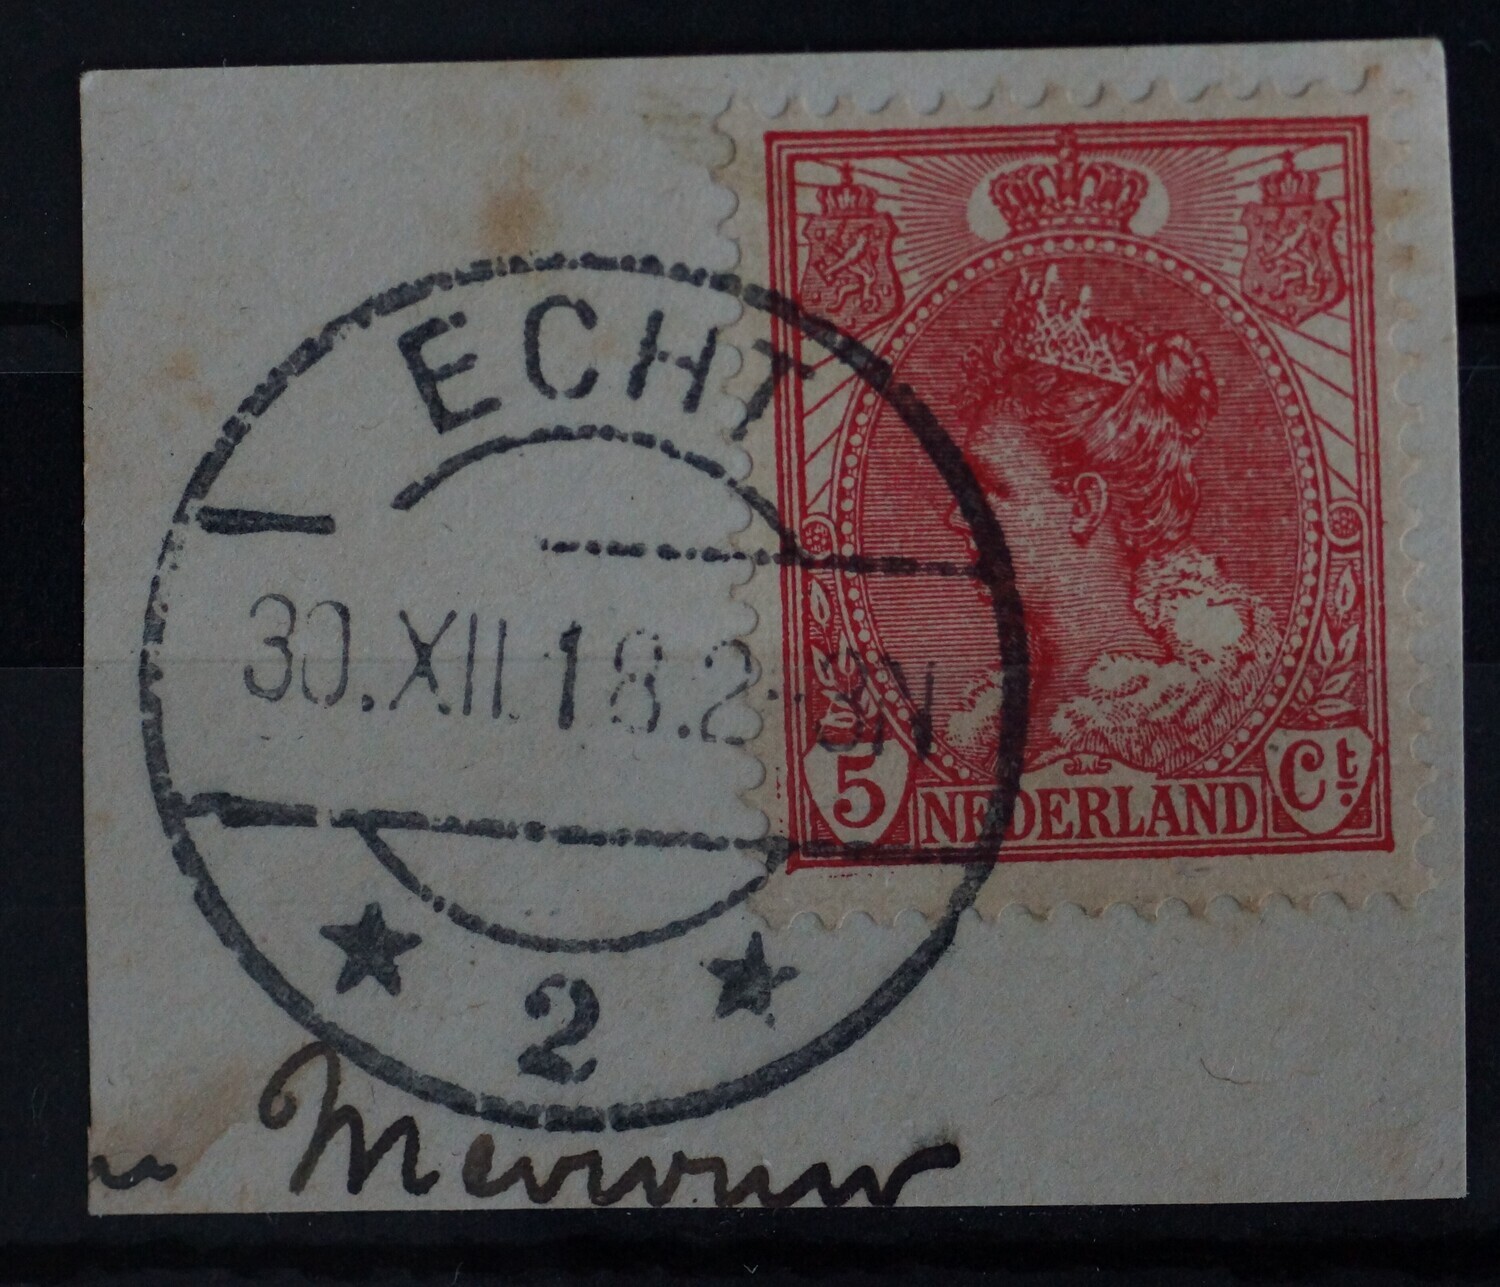 ECHT
30.XII.18.2-3N
2
5 NEDERLAND Ct.
Mevrouw